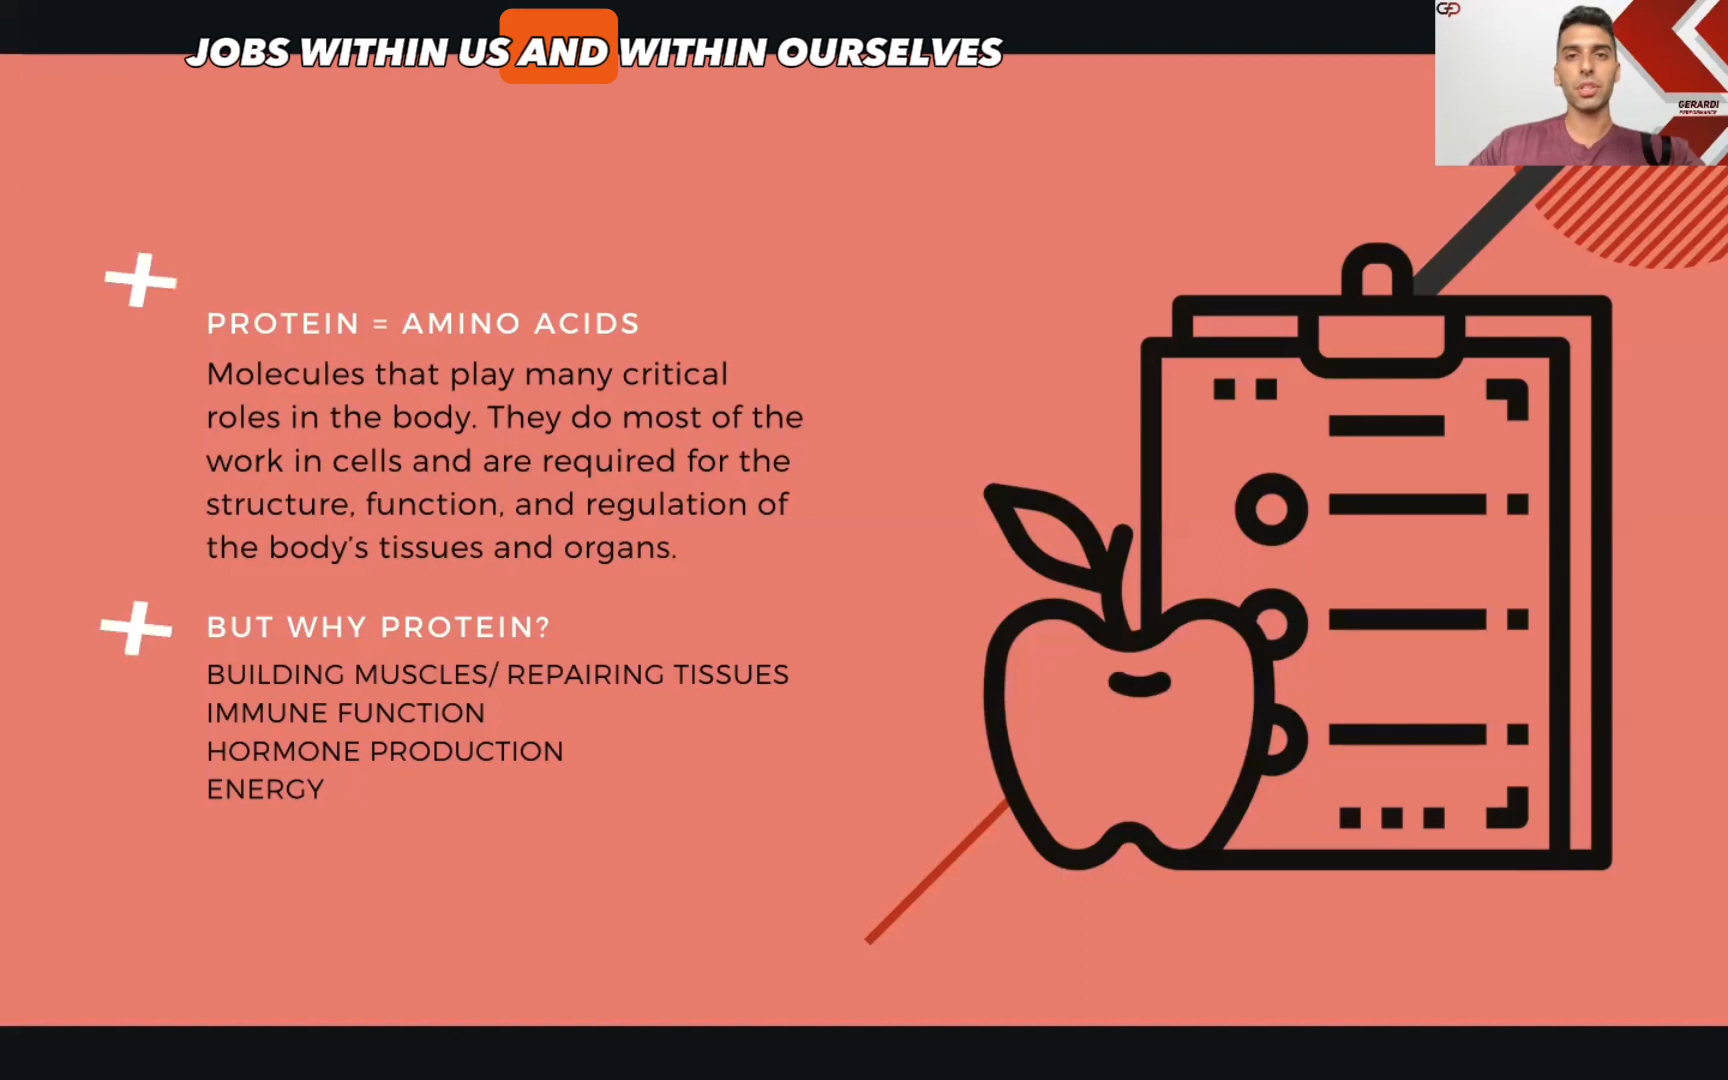 JOBS WITHIN US AND WITHIN OURSELVES
GP
GERARDI
PERFORMANCE
PROTEIN = AMINO ACIDS
Molecules that play many critical
roles in the body. They do most of the
work in cells and are required for the
structure, function, and regulation of
the body's tissues and organs.
BUT WHY PROTEIN?
BUILDING MUSCLES/ REPAIRING TISSUES
IMMUNE FUNCTION
HORMONE PRODUCTION
ENERGY